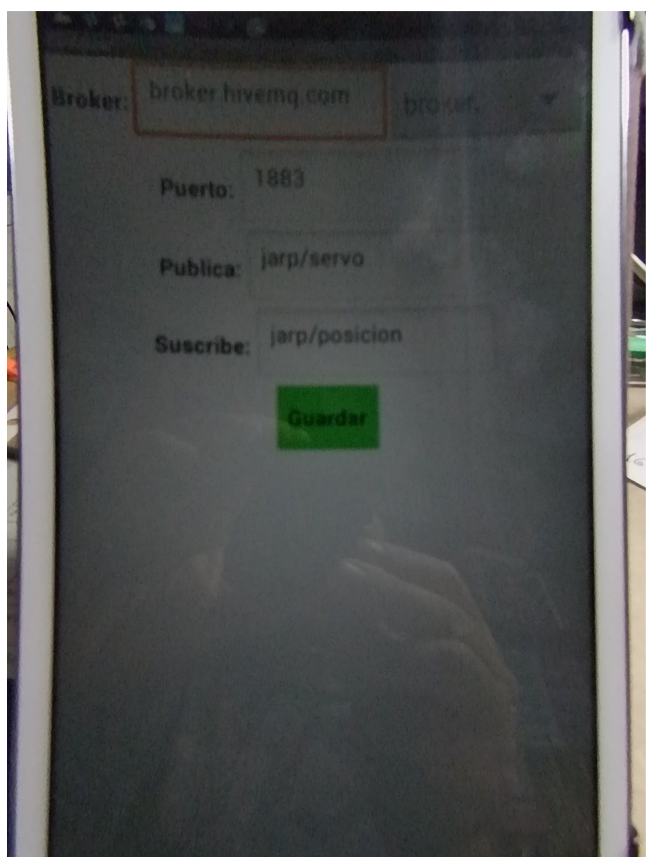 Broker: broker.hivemq.com broker.
Puerto: 1883
Publica: jarp/servo
Suscribe: jarp/posicion
Guardar